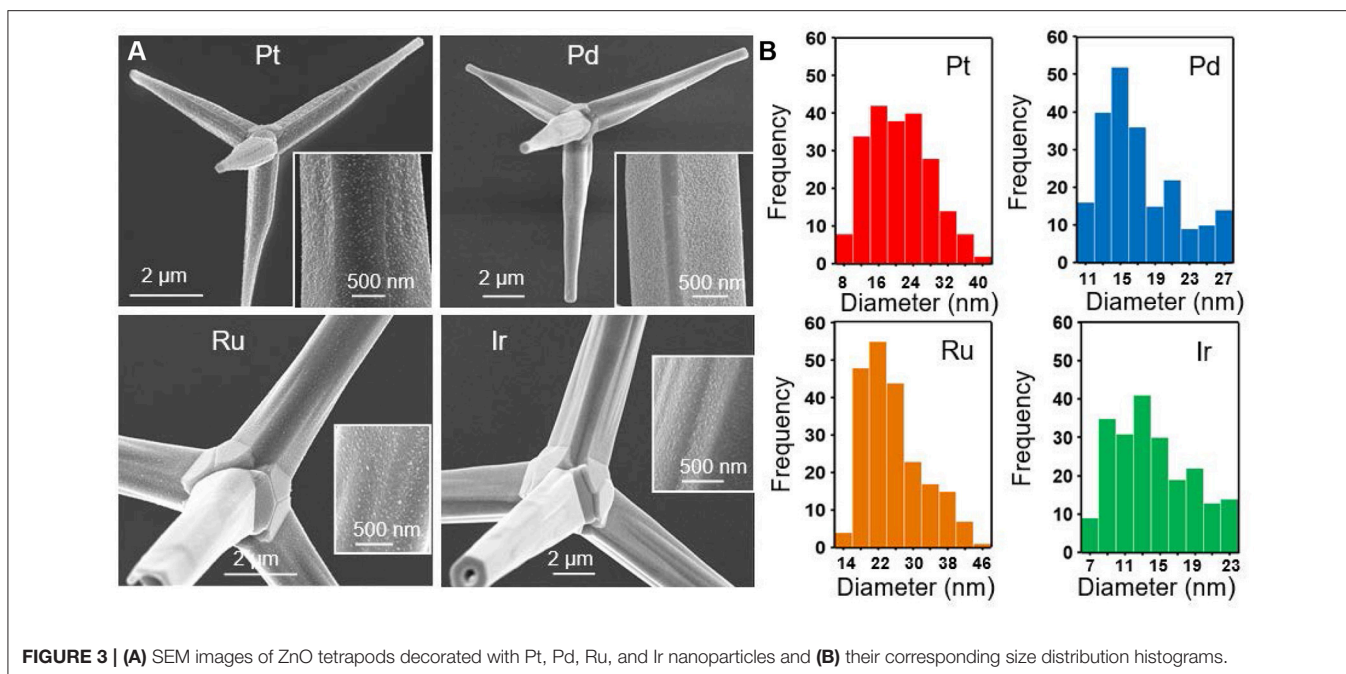 A
Pt
2 µm
500 nm
Pd
2 µm
500 nm
Ru
2 µm
500 nm
Ir
2 µm
500 nm
B
Pt
Frequency
60
50
40
30
20
10
0
8 16 24 32 40
Diameter (nm)
Pd
Frequency
60
50
40
30
20
10
0
11 15 19 23 27
Diameter (nm)
Ru
Frequency
60
50
40
30
20
10
0
14 22 30 38 46
Diameter (nm)
Ir
Frequency
60
50
40
30
20
10
0
7 11 15 19 23
Diameter (nm)
FIGURE 3 | (A) SEM images of ZnO tetrapods decorated with Pt, Pd, Ru, and Ir nanoparticles and (B) their corresponding size distribution histograms.